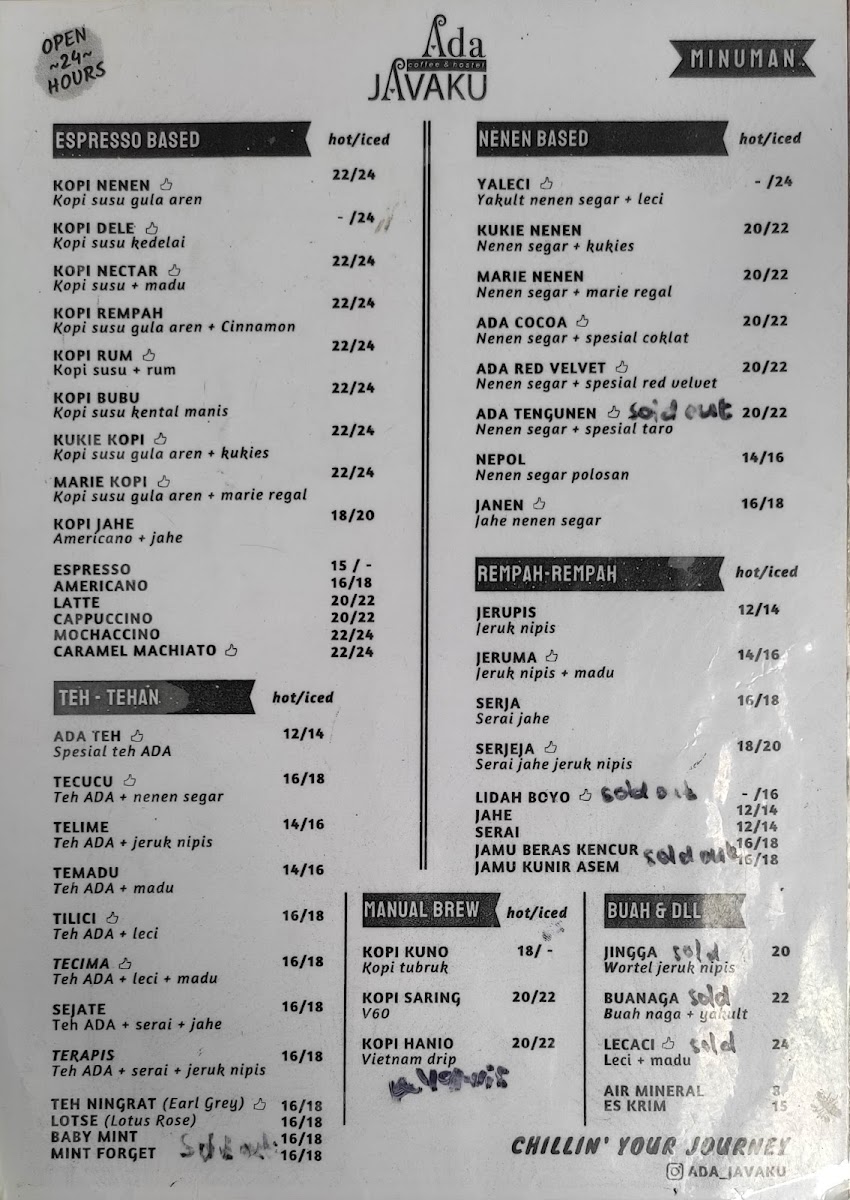 OPEN
~24~
HOURS
Ada
coffee & hostel
JAVAKU
MINUMAN
ESPRESSO BASED hot/iced
KOPI NENEN 22/24
Kopi susu gula aren
KOPI DELE - /24
Kopi susu kedelai
KOPI NECTAR 22/24
Kopi susu + madu
KOPI REMPAH 22/24
Kopi susu gula aren + Cinnamon
KOPI RUM 22/24
Kopi susu + rum
KOPI BUBU 22/24
Kopi susu kental manis
KUKIE KOPI 22/24
Kopi susu gula aren + kukies
MARIE KOPI 22/24
Kopi susu gula aren + marie regal
KOPI JAHE 18/20
Americano + jahe
ESPRESSO 15 / -
AMERICANO 16/18
LATTE 20/22
CAPPUCCINO 20/22
MOCHACCINO 22/24
CARAMEL MACHIATO 22/24
TEH - TEHAN hot/iced
ADA TEH 12/14
Spesial teh ADA
TECUCU 16/18
Teh ADA + nenen segar
TELIME 14/16
Teh ADA + jeruk nipis
TEMADU 14/16
Teh ADA + madu
TILICI 16/18
Teh ADA + leci
TECIMA 16/18
Teh ADA + leci + madu
SEJATE 16/18
Teh ADA + serai + jahe
TERAPIS 16/18
Teh ADA + serai + jeruk nipis
TEH NINGRAT (Earl Grey) 16/18
LOTSE (Lotus Rose) 16/18
BABY MINT 16/18
MINT FORGET 16/18
NENEN BASED hot/iced
YALECI - /24
Yakult nenen segar + leci
KUKIE NENEN 20/22
Nenen segar + kukies
MARIE NENEN 20/22
Nenen segar + marie regal
ADA COCOA 20/22
Nenen segar + spesial coklat
ADA RED VELVET 20/22
Nenen segar + spesial red velvet
ADA TENGUNEN sold out 20/22
Nenen segar + spesial taro
NEPOL 14/16
Nenen segar polosan
JANEN 16/18
Jahe nenen segar
REMPAH-REMPAH hot/iced
JERUPIS 12/14
Jeruk nipis
JERUMA 14/16
Jeruk nipis + madu
SERJA 16/18
Serai jahe
SERJEJA 18/20
Serai jahe jeruk nipis
LIDAH BOYO sold out - /16
JAHE 12/14
SERAI 12/14
JAMU BERAS KENCUR 16/18
sold out
JAMU KUNIR ASEM 16/18
MANUAL BREW hot/iced
KOPI KUNO 18/ -
Kopi tubruk
KOPI SARING 20/22
V60
KOPI HANIO 20/22
Vietnam drip
BUAH & DLL
JINGGA sold 20
Wortel jeruk nipis
BUANAGA sold 22
Buah naga + yakult
LECACI sold 24
Leci + madu
AIR MINERAL 8
ES KRIM 15
CHILLIN' YOUR JOURNEY
ADA_JAVAKU